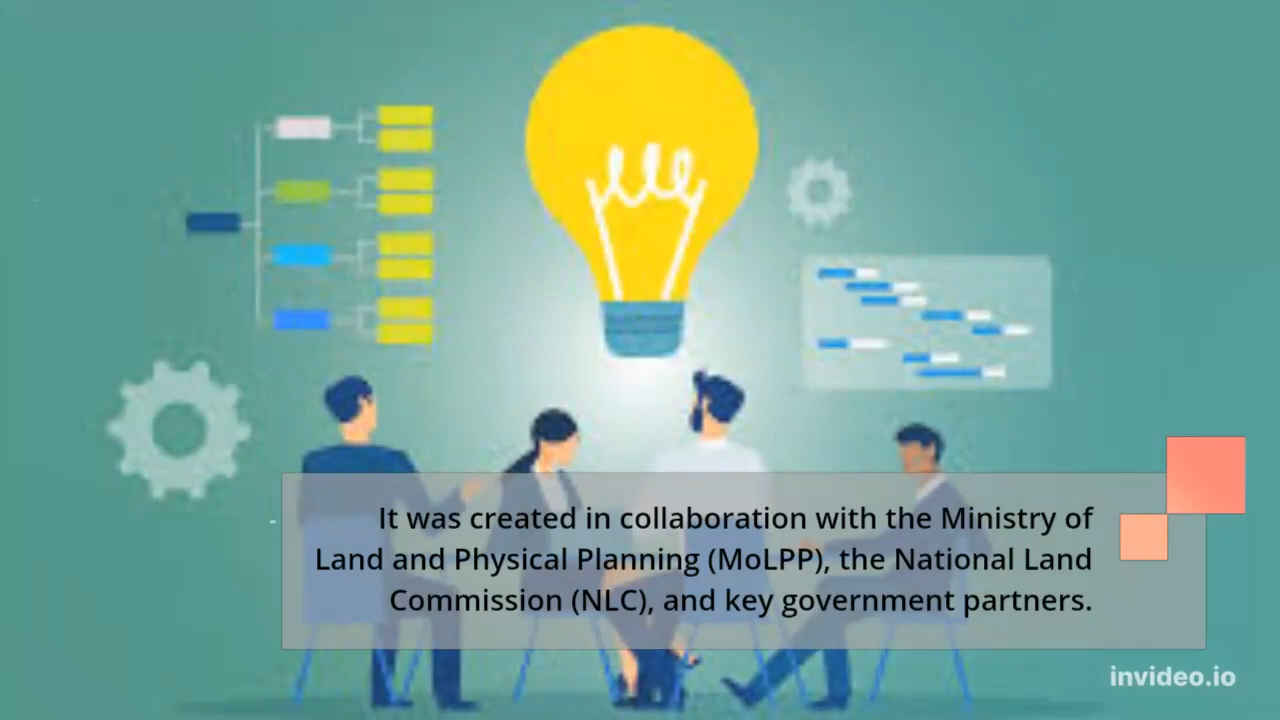 It was created in collaboration with the Ministry of
Land and Physical Planning (MoLPP), the National Land
Commission (NLC), and key government partners.
invideo.io